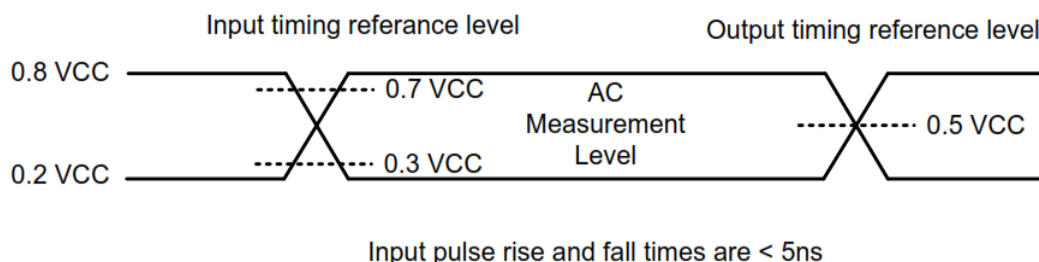 Input timing referance level
Output timing reference level
0.8 VCC
0.7 VCC
AC
Measurement
Level
0.5 VCC
0.3 VCC
0.2 VCC
Input pulse rise and fall times are < 5ns